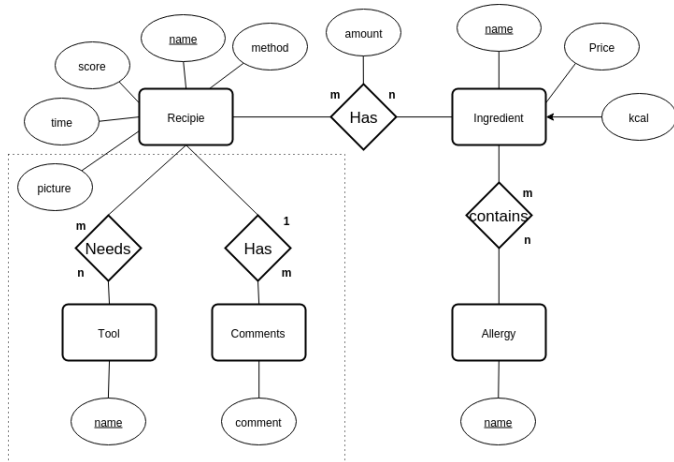 name
method
amount
name
Price
score
m
n
Recipie
Has
Ingredient
time
kcal
picture
m
1
m
Needs
Has
contains
n
m
n
Tool
Comments
Allergy
name
comment
name